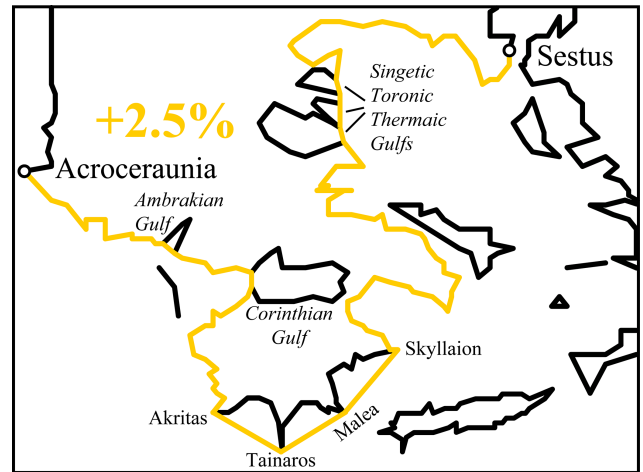 Sestus
Singetic
Toronic
Thermaic
Gulfs
+2.5%
Acroceraunia
Ambrakian
Gulf
Corinthian
Gulf
Skyllaion
Akritas
Malea
Tainaros